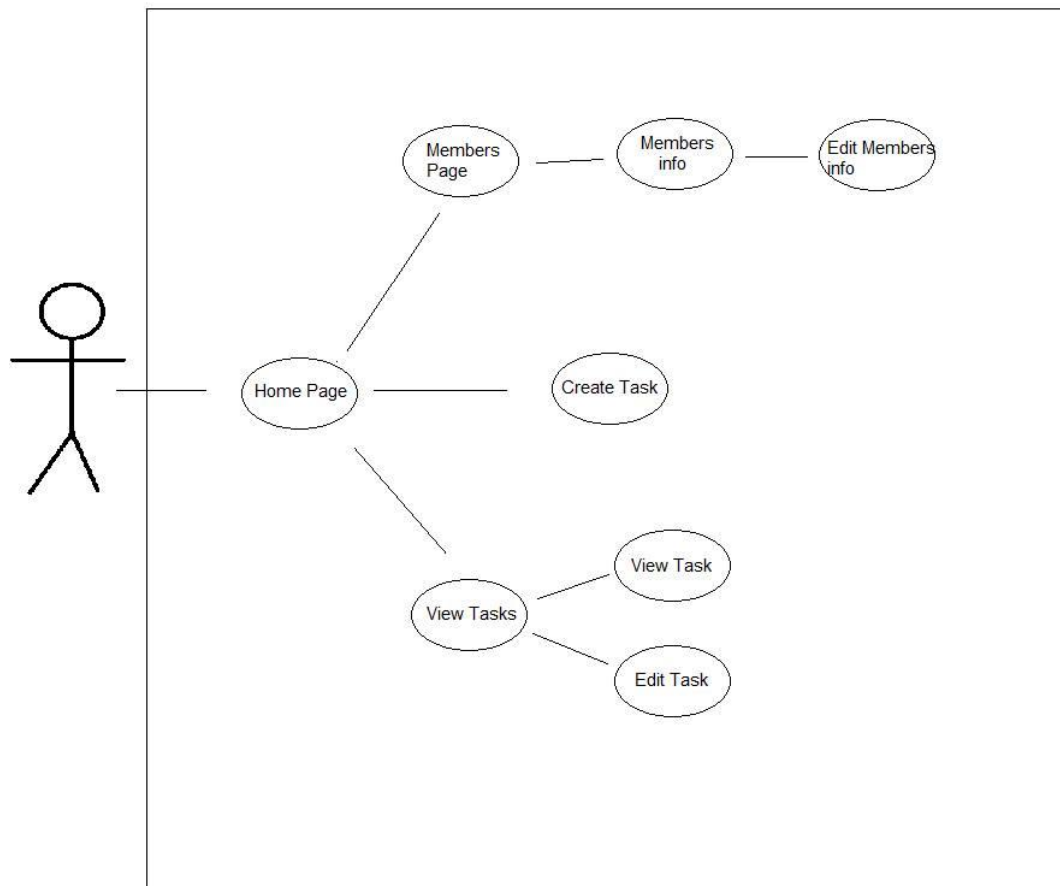 Members
Page
Members
info
Edit Members
info
Home Page
Create Task
View Task
View Tasks
Edit Task